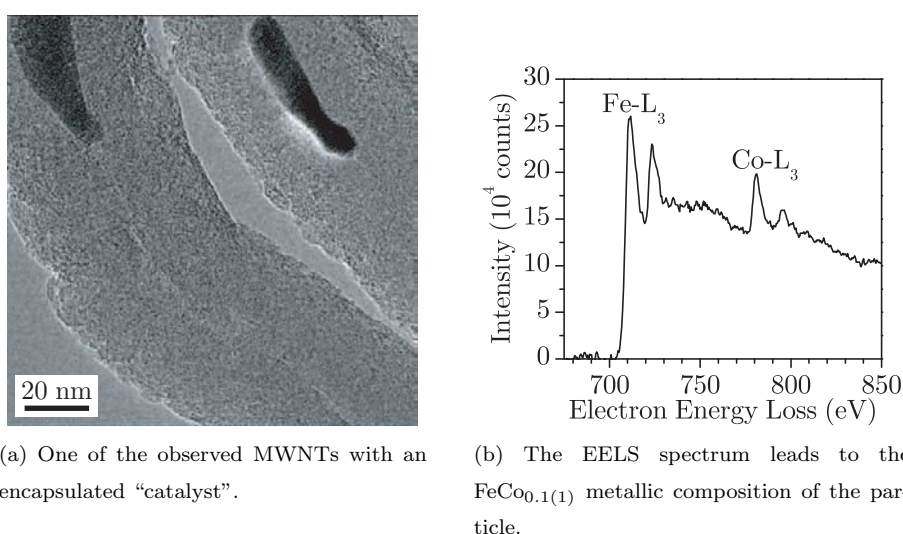 20 nm
(a) One of the observed MWNTs with an
encapsulated “catalyst”.
30
25
20
15
10
5
0
Intensity (10⁴ counts)
Fe-L₃
Co-L₃
700 750 800 850
Electron Energy Loss (eV)
(b) The EELS spectrum leads to the
FeCo₀.₁₍₁₎ metallic composition of the par-
ticle.